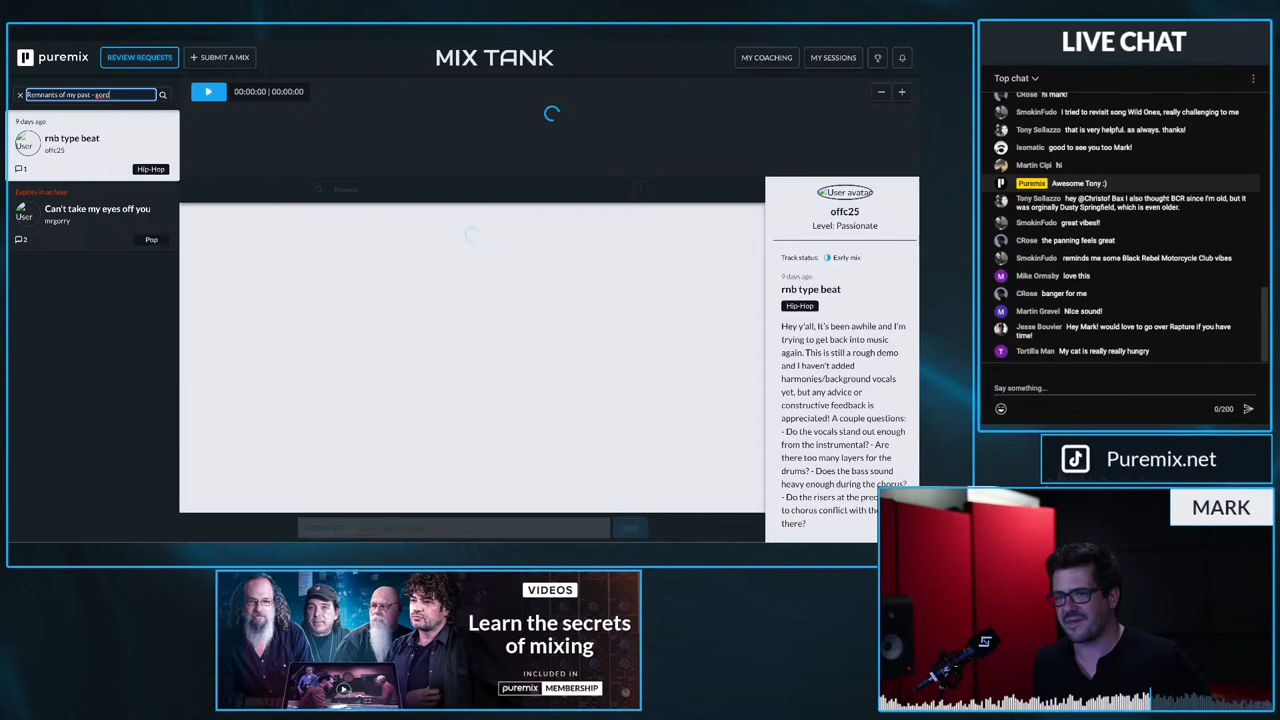 puremix
REVIEW REQUESTS
+ SUBMIT A MIX
MIX TANK
MY COACHING
MY SESSIONS
Remnants of my past - gord
00:00:00 | 00:00:00
9 days ago
rnb type beat
offc25
User
1
Hip-Hop
Expires in an hour
Can't take my eyes off you
mrgorry
User
2
Pop
Newest
User avatar
offc25
Level: Passionate
Track status: Early mix
9 days ago
rnb type beat
Hip-Hop
Hey y'all, It's been awhile and I'm
trying to get back into music
again. This is still a rough demo
and I haven't added
harmonies/background vocals
yet, but any advice or
constructive feedback is
appreciated! A couple questions:
- Do the vocals stand out enough
from the instrumental? - Are
there too many layers for the
drums? - Does the bass sound
heavy enough during the chorus?
- Do the risers at the
to chorus conflict with
there?
LIVE CHAT
Top chat
CRose hi mark!
SmokinFudo I tried to revisit song Wild Ones, really challenging to me
Tony Sollazzo that is very helpful. as always. thanks!
Isomatic good to see you too Mark!
Martin Cipi hi
Puremix Awesome Tony :)
Tony Sollazzo hey @Christof Bax I also thought BCR since I'm old, but it
was orginally Dusty Springfield, which is even older.
SmokinFudo great vibes!!
CRose the panning feels great
SmokinFudo reminds me some Black Rebel Motorcycle Club vibes
M Mike Ormsby love this
CRose banger for me
M Martin Gravel NIce sound!
Jesse Bouvier Hey Mark! would love to go over Rapture if you have
time!
T Tortilla Man My cat is really really hungry
Say something...
0/200
Puremix.net
MARK
VIDEOS
Learn the secrets
of mixing
INCLUDED IN
puremix MEMBERSHIP